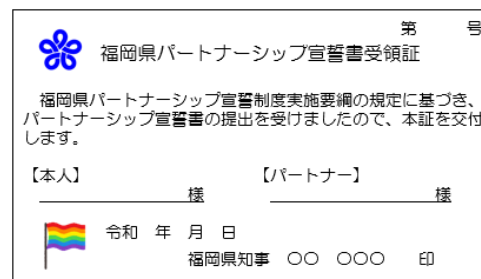 第　　　号
福岡県パートナーシップ宣誓書受領証
福岡県パートナーシップ宣誓制度実施要綱の規定に基づき、
パートナーシップ宣誓書の提出を受けましたので、本証を交付
します。
【本人】　　　　　　　　　【パートナー】
様　　　　　　　　　様
令和　年　月　日
福岡県知事　○○　○○○　　印